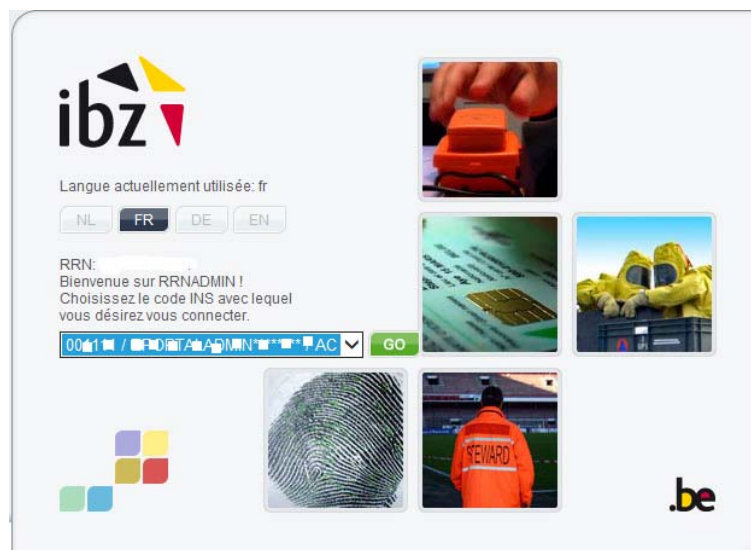 ibz
Langue actuellement utilisée: fr
NL FR DE EN
RRN:
Bienvenue sur RRNADMIN !
Choisissez le code INS avec lequel
vous désirez vous connecter.
GO
STEWARD
.be